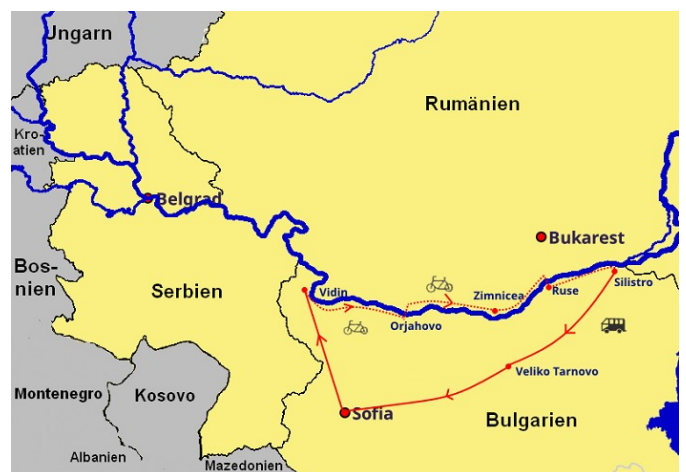 Ungarn
Rumänien
Kro-
atien
Belgrad
Bukarest
Bos-
nien
Serbien
Vidin
Zimnicea
Ruse
Silistro
Orjahovo
Veliko Tarnovo
Montenegro
Kosovo
Sofia
Bulgarien
Albanien
Mazedonien